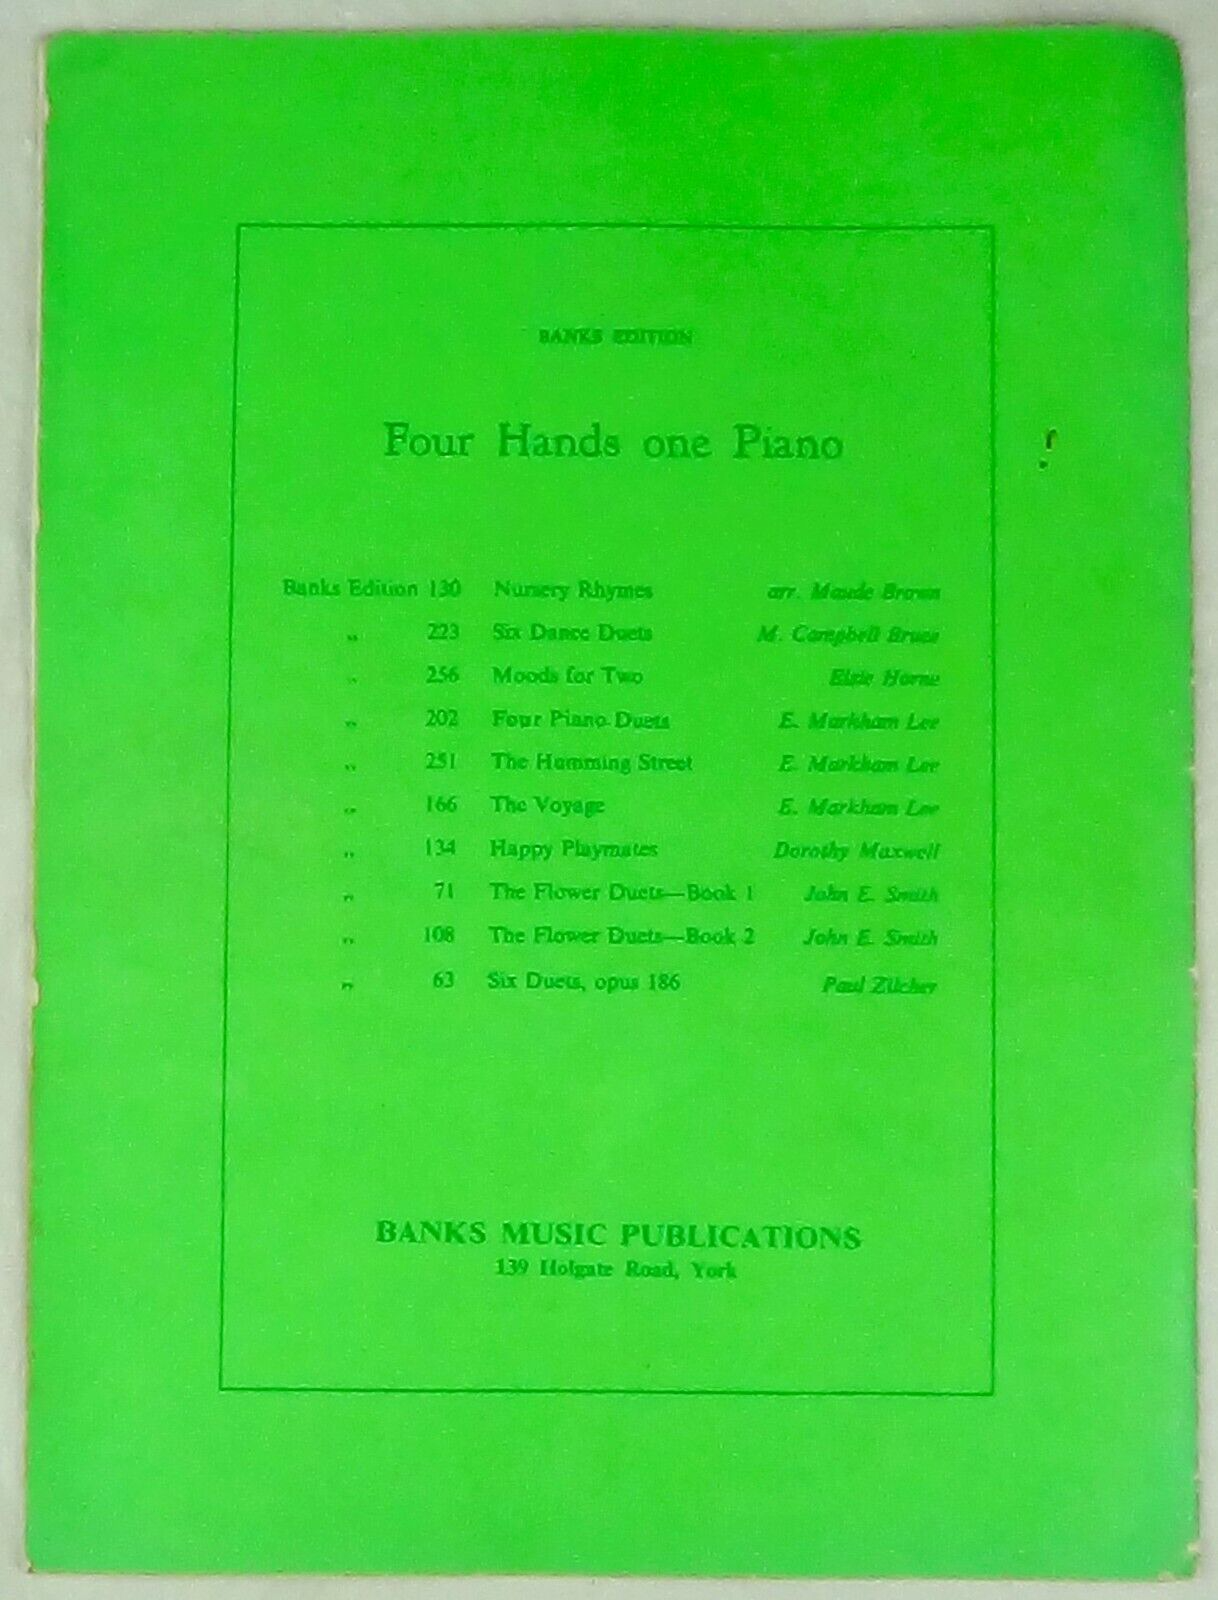 BANKS EDITION
Four Hands one Piano
Banks Edition 130 Nursery Rhymes arr. Maude Brown
„ 223 Six Dance Duets M. Campbell Bruce
„ 256 Moods for Two Elsie Horne
„ 202 Four Piano Duets E. Markham Lee
„ 251 The Humming Street E. Markham Lee
„ 166 The Voyage E. Markham Lee
„ 134 Happy Playmates Dorothy Maxwell
„ 71 The Flower Duets—Book 1 John E. Smith
„ 108 The Flower Duets—Book 2 John E. Smith
„ 63 Six Duets, opus 186 Paul Zilcher
BANKS MUSIC PUBLICATIONS
139 Holgate Road, York